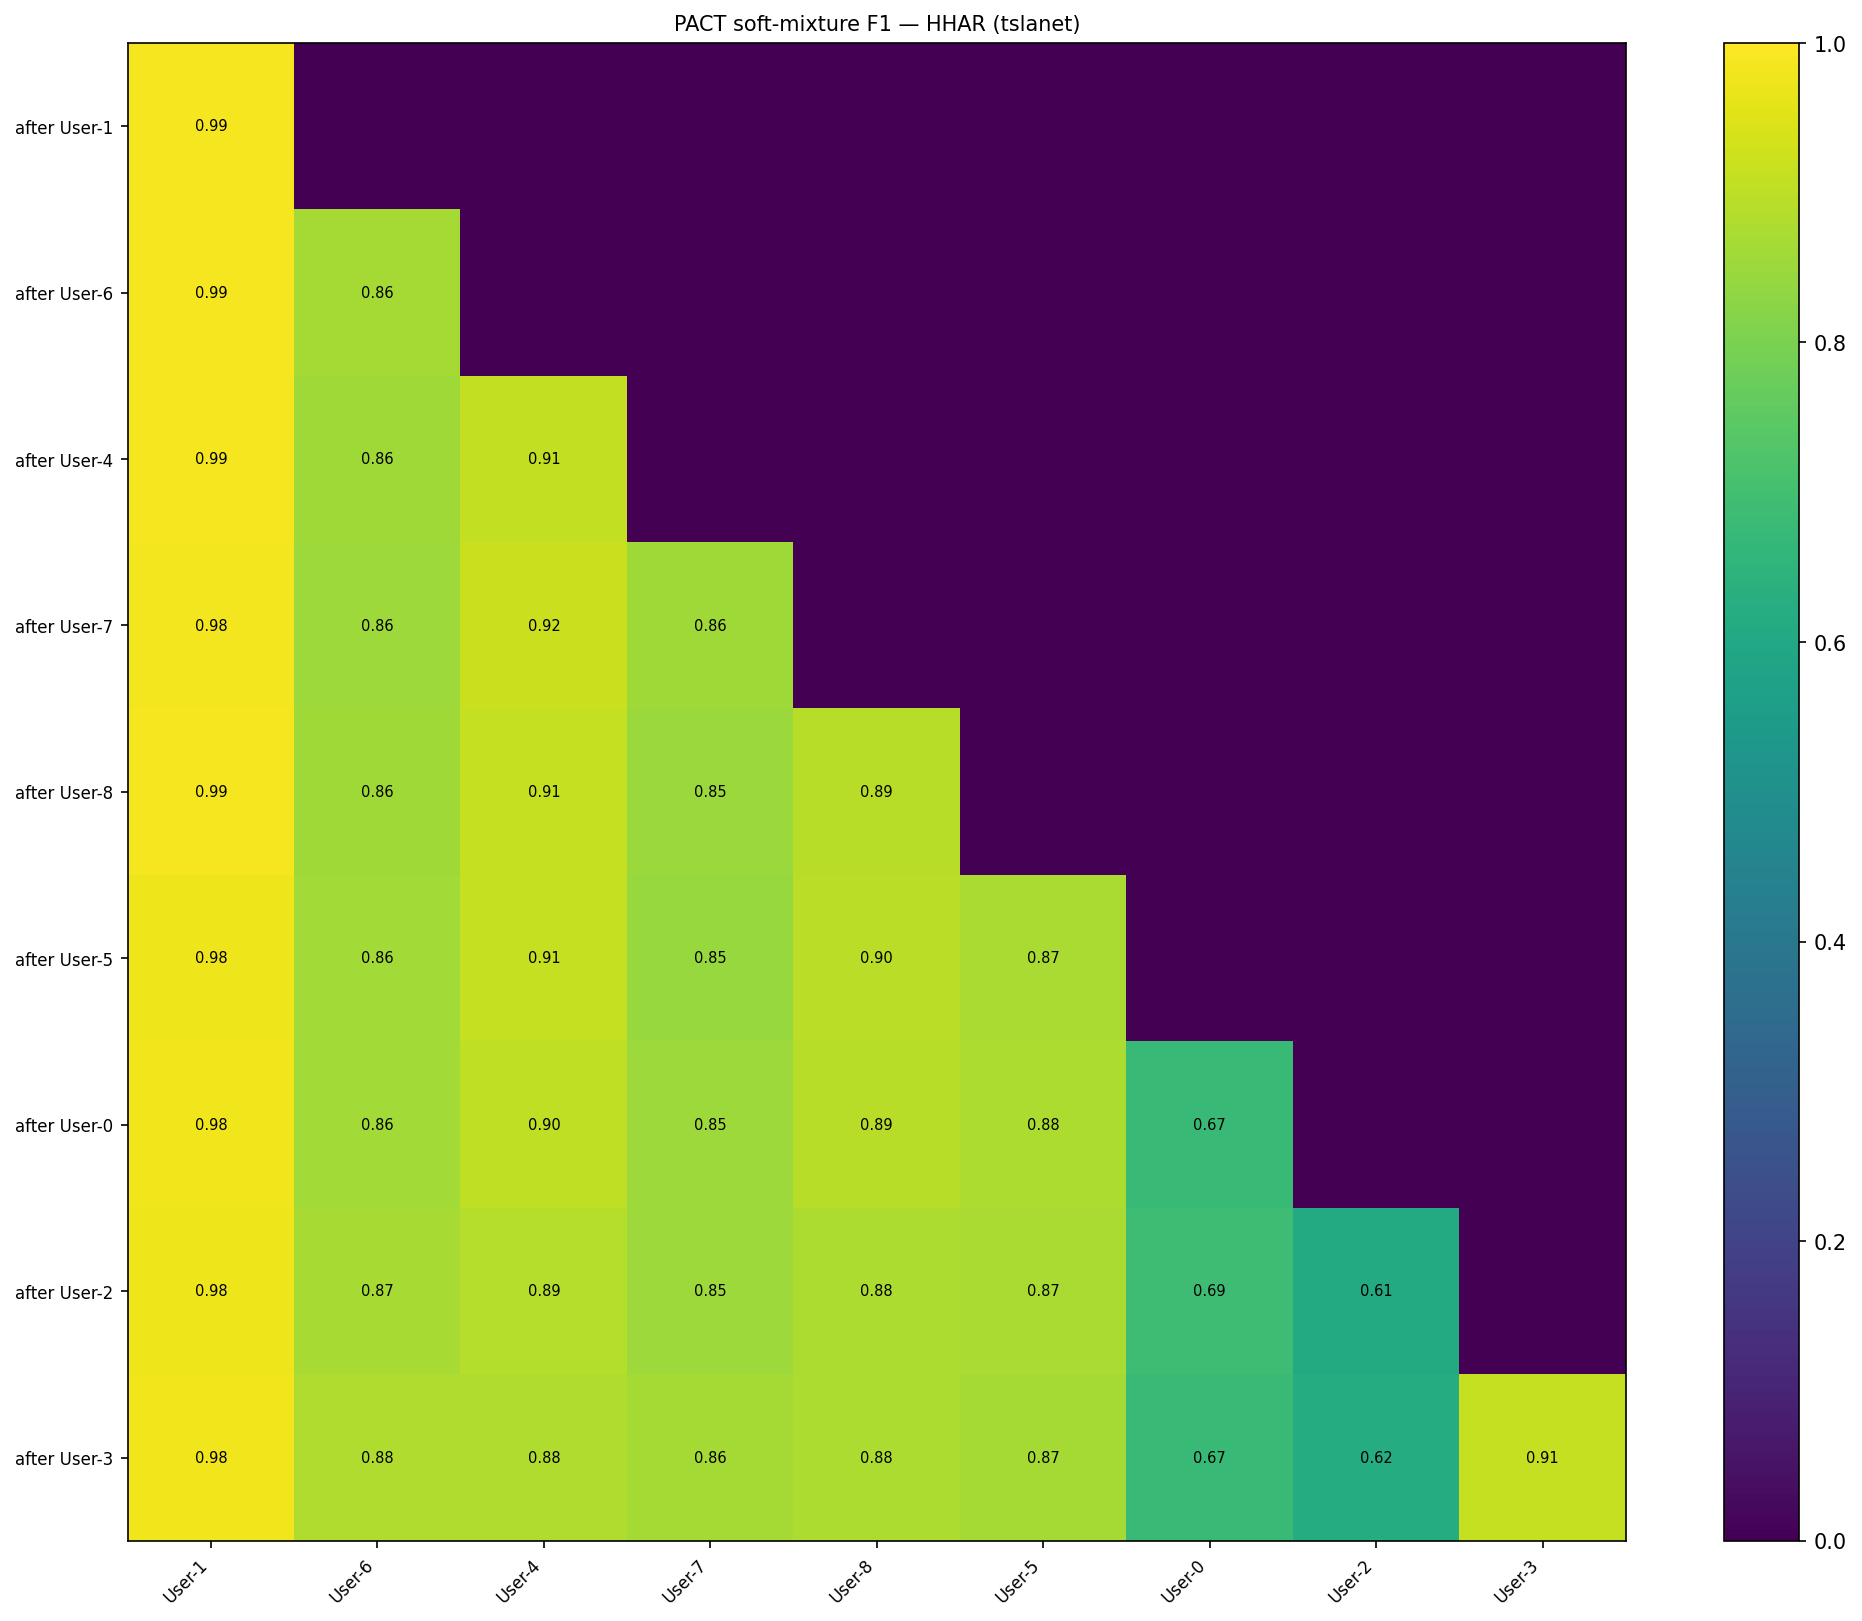 PACT soft-mixture F1 — HHAR (tslanet)
after User-1 0.99
after User-6 0.99 0.86
after User-4 0.99 0.86 0.91
after User-7 0.98 0.86 0.92 0.86
after User-8 0.99 0.86 0.91 0.85 0.89
after User-5 0.98 0.86 0.91 0.85 0.90 0.87
after User-0 0.98 0.86 0.90 0.85 0.89 0.88 0.67
after User-2 0.98 0.87 0.89 0.85 0.88 0.87 0.69 0.61
after User-3 0.98 0.88 0.88 0.86 0.88 0.87 0.67 0.62 0.91
User-1 User-6 User-4 User-7 User-8 User-5 User-0 User-2 User-3
1.0
0.8
0.6
0.4
0.2
0.0